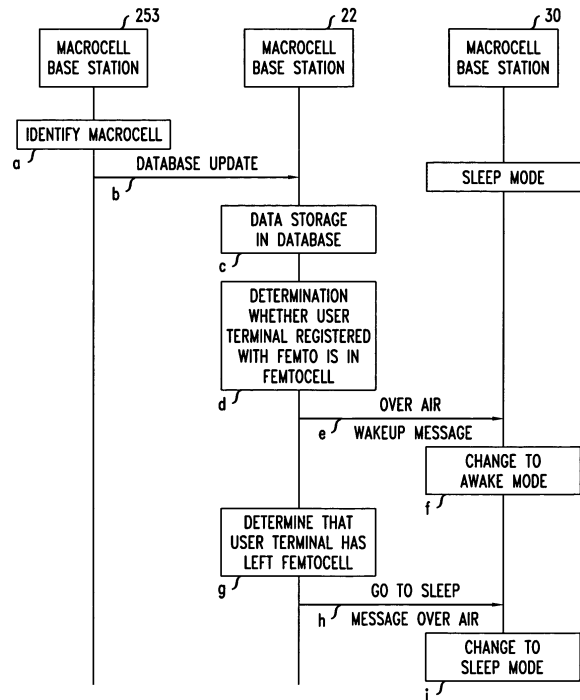 253
22
30
MACROCELL
BASE STATION
MACROCELL
BASE STATION
MACROCELL
BASE STATION
IDENTIFY MACROCELL
a
DATABASE UPDATE
b
SLEEP MODE
DATA STORAGE
IN DATABASE
c
DETERMINATION
WHETHER USER
TERMINAL REGISTERED
WITH FEMTO IS IN
FEMTOCELL
d
OVER AIR
e
WAKEUP MESSAGE
CHANGE TO
AWAKE MODE
f
DETERMINE THAT
USER TERMINAL HAS
LEFT FEMTOCELL
g
GO TO SLEEP
h
MESSAGE OVER AIR
CHANGE TO
SLEEP MODE
i